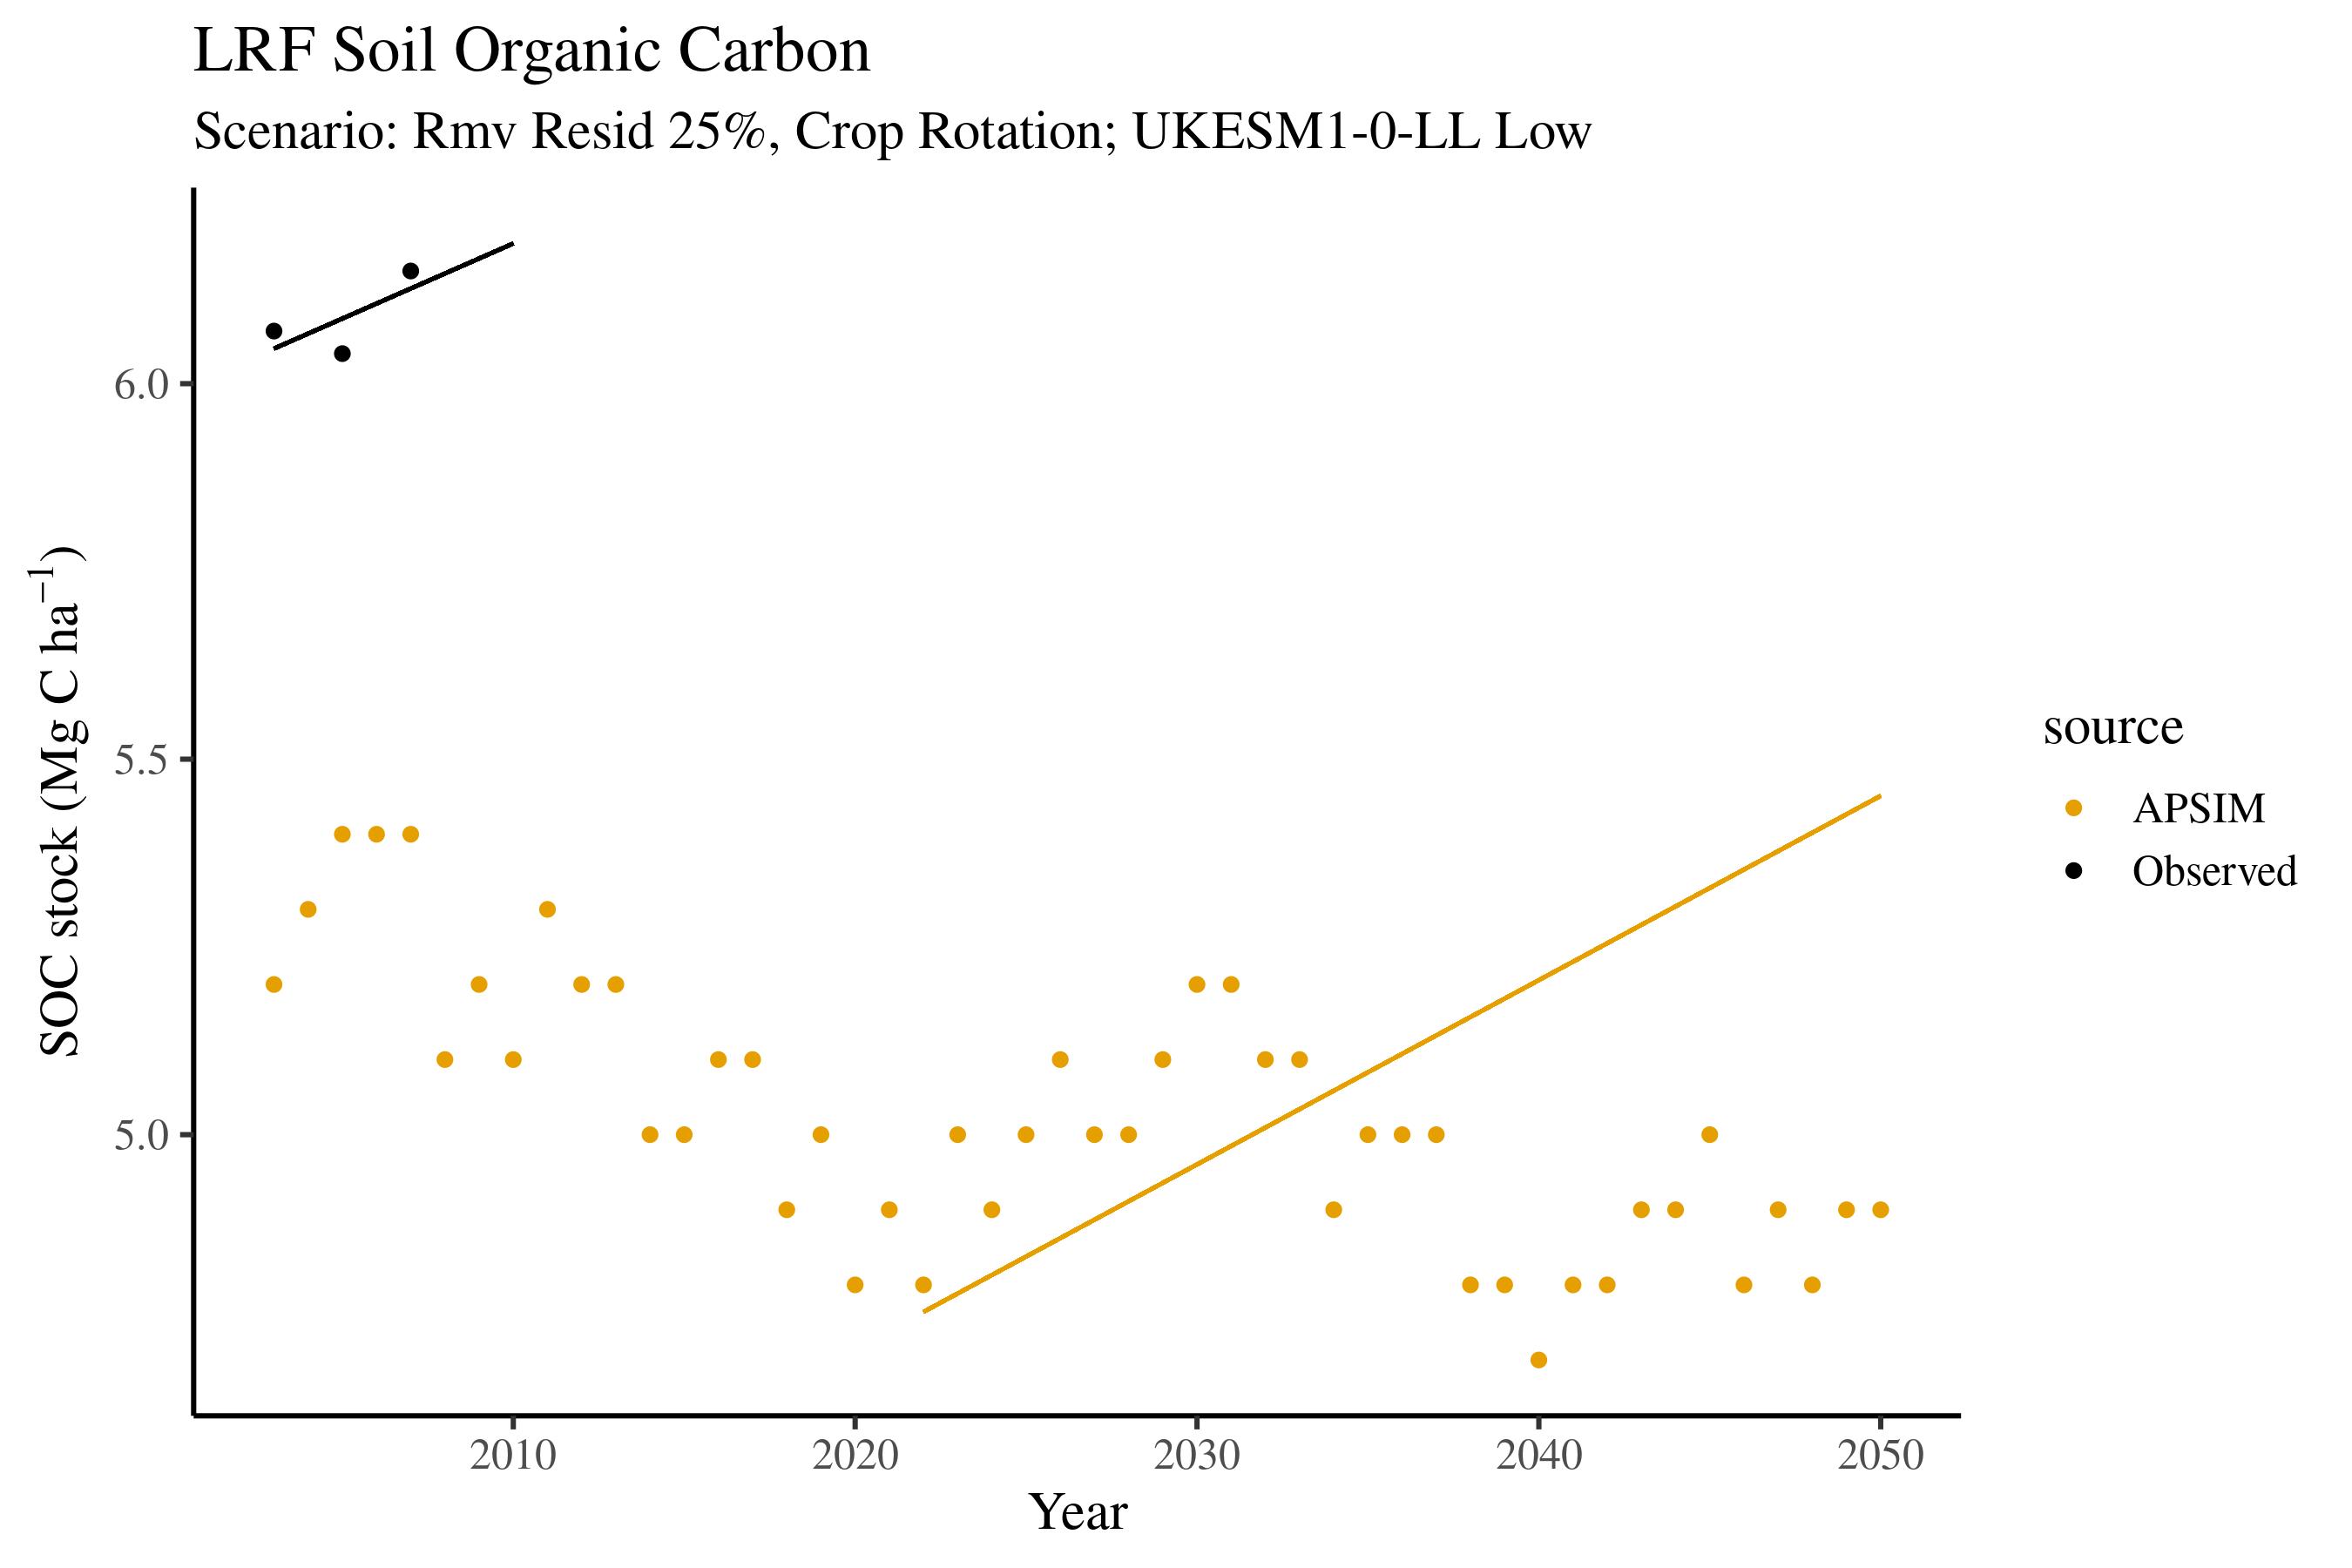 LRF Soil Organic Carbon
Scenario: Rmv Resid 25%, Crop Rotation; UKESM1-0-LL Low
SOC stock (Mg C ha⁻¹)
6.0
5.5
5.0
2010 2020 2030 2040 2050
Year
source
APSIM
Observed